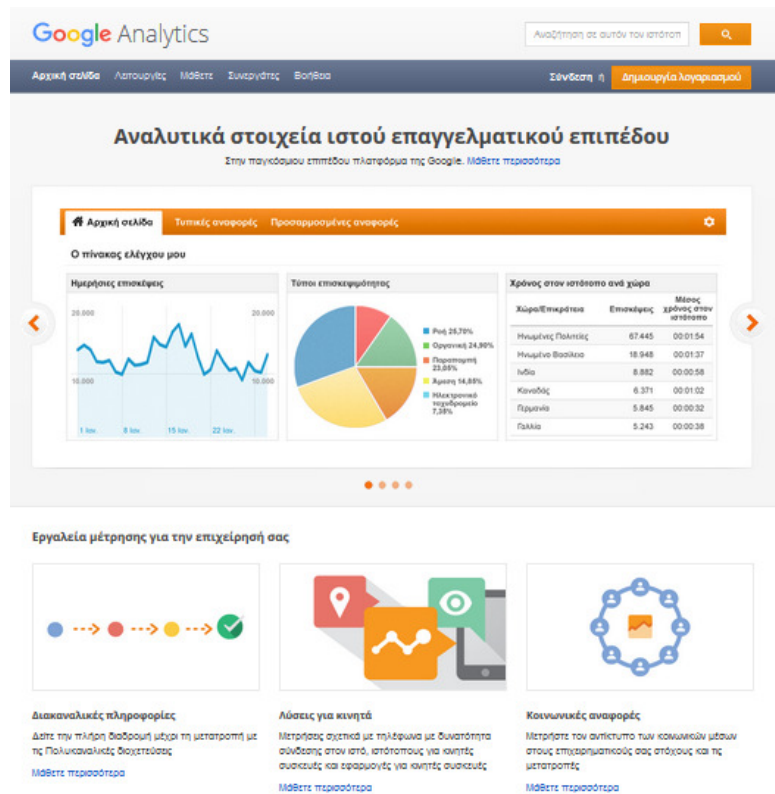 Google Analytics
Αναζήτηση σε αυτόν τον ιστότοπ
Αρχική σελίδα Λειτουργίες Μάθετε Συνεργάτες Βοήθεια Σύνδεση ή Δημιουργία λογαριασμού
Αναλυτικά στοιχεία ιστού επαγγελματικού επιπέδου
Στην παγκόσμιου επιπέδου πλατφόρμα της Google. Μάθετε περισσότερα
Αρχική σελίδα Τυπικές αναφορές Προσαρμοσμένες αναφορές
Ο πίνακας ελέγχου μου
Ημερήσιες επισκέψεις
20.000 20.000
10.000 10.000
1 Ιαν. 8 Ιαν. 15 Ιαν. 22 Ιαν.
Τύποι επισκεψιμότητας
Ροή 25,70%
Οργανική 24,90%
Παραπομπή
23,05%
Άμεση 14,85%
Ηλεκτρονικό
ταχυδρομείο
7,35%
Χρόνος στον ιστότοπο ανά χώρα
Χώρα/Επικράτεια Επισκέψεις Μέσος
χρόνος στον
ιστότοπο
Ηνωμένες Πολιτείες 67.445 00:01:54
Ηνωμένο Βασίλειο 18.948 00:01:37
Ινδία 8.882 00:00:58
Καναδάς 6.371 00:01:02
Γερμανία 5.845 00:00:32
Γαλλία 5.243 00:00:38
Εργαλεία μέτρησης για την επιχείρησή σας
Διακαναλικές πληροφορίες
Δείτε την πλήρη διαδρομή μέχρι τη μετατροπή με
τις Πολυκαναλικές διοχετεύσεις
Μάθετε περισσότερα
Λύσεις για κινητά
Μετρήσεις σχετικά με τηλέφωνα με δυνατότητα
σύνδεσης στον ιστό, ιστότοπους για κινητές
συσκευές και εφαρμογές για κινητές συσκευές
Μάθετε περισσότερα
Κοινωνικές αναφορές
Μετρήστε τον αντίκτυπο των κοινωνικών μέσων
στους επιχειρηματικούς σας στόχους και τις
μετατροπές
Μάθετε περισσότερα